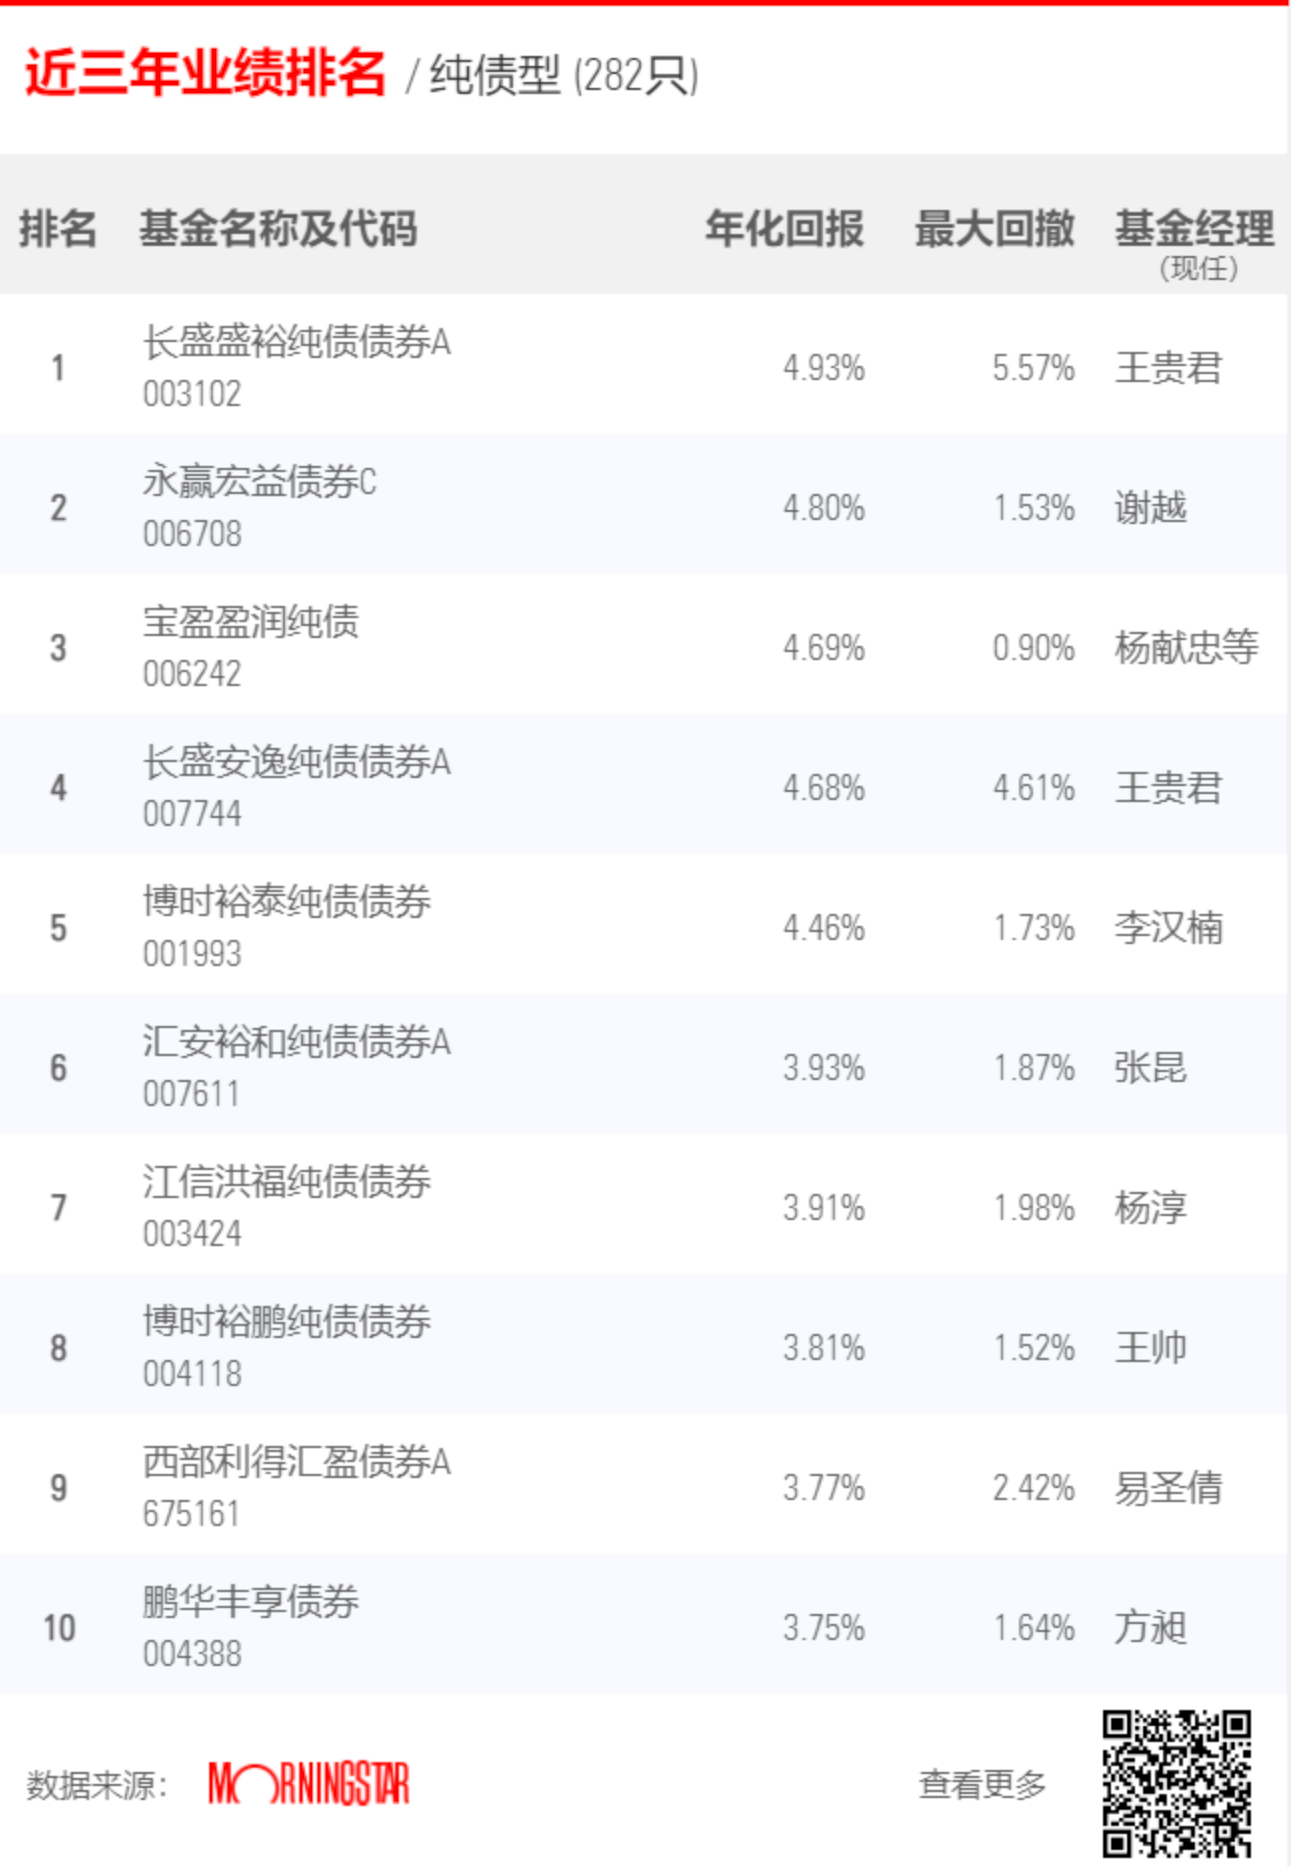 近三年业绩排名 / 纯债型 (282只)
排名 基金名称及代码 年化回报 最大回撤 基金经理
(现任)
1 长盛盛裕纯债债券A 4.93% 5.57% 王贵君
003102
2 永赢宏益债券C 4.80% 1.53% 谢越
006708
3 宝盈盈润纯债 4.69% 0.90% 杨献忠等
006242
4 长盛安逸纯债债券A 4.68% 4.61% 王贵君
007744
5 博时裕泰纯债债券 4.46% 1.73% 李汉楠
001993
6 汇安裕和纯债债券A 3.93% 1.87% 张昆
007611
7 江信洪福纯债债券 3.91% 1.98% 杨淳
003424
8 博时裕鹏纯债债券 3.81% 1.52% 王帅
004118
9 西部利得汇盈债券A 3.77% 2.42% 易圣倩
675161
10 鹏华丰享债券 3.75% 1.64% 方昶
004388
数据来源： MORNINGSTAR 查看更多